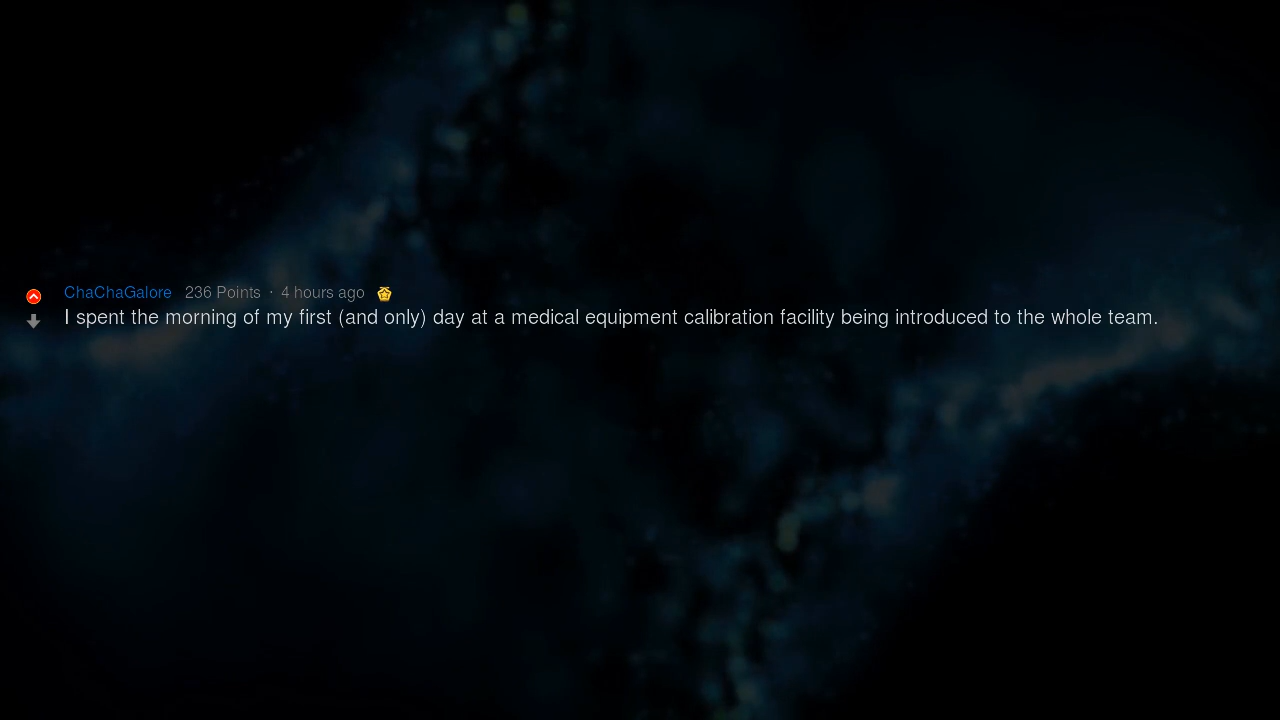 ChaChaGalore 236 Points · 4 hours ago
I spent the morning of my first (and only) day at a medical equipment calibration facility being introduced to the whole team.